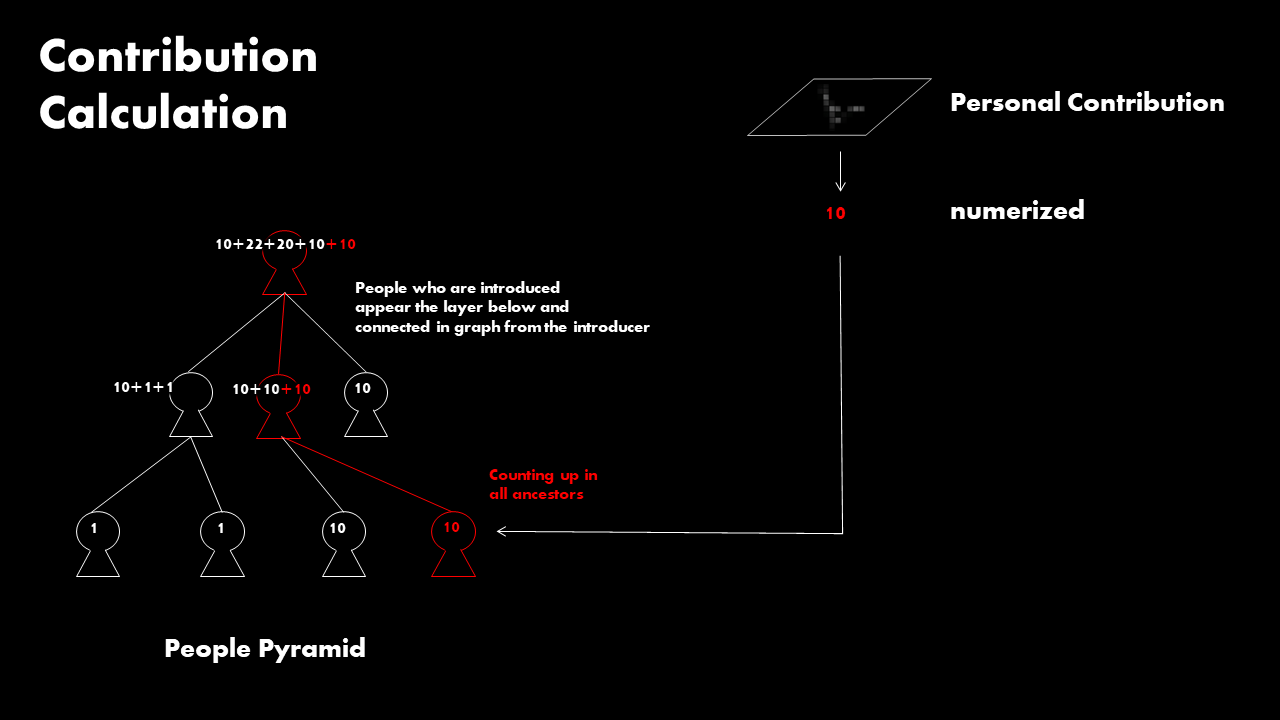 Contribution
Calculation
Personal Contribution
10
numerized
10+22+20+10+10
People who are introduced
appear the layer below and
connected in graph from the introducer
10+1+1
10+10+10
10
Counting up in
all ancestors
1
1
10
10
People Pyramid